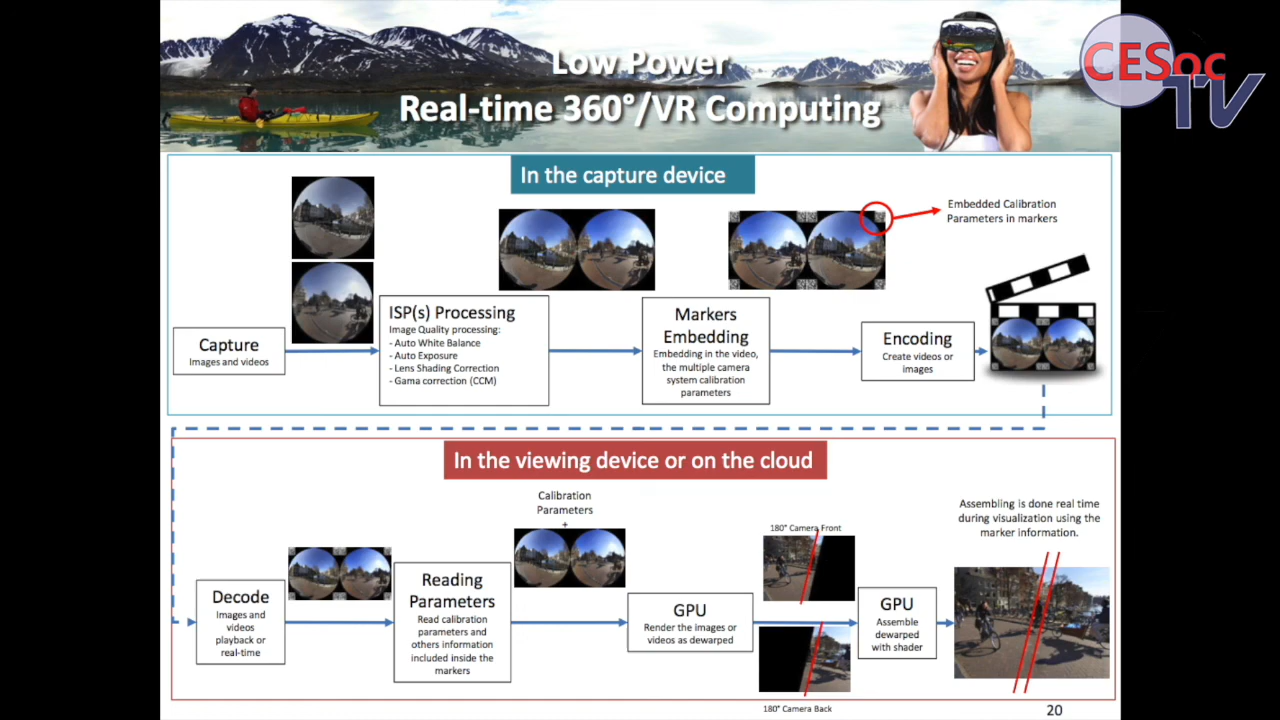 Low Power
Real-time 360°/VR Computing
CESoc
TV
In the capture device
Embedded Calibration
Parameters in markers
Capture
Images and videos
ISP(s) Processing
Image Quality processing:
- Auto White Balance
- Auto Exposure
- Lens Shading Correction
- Gama correction (CCM)
Markers
Embedding
Embedding in the video,
the multiple camera
system calibration
parameters
Encoding
Create videos or
images
In the viewing device or on the cloud
Decode
Images and
videos
playback or
real-time
Reading
Parameters
Read calibration
parameters and
others information
included inside the
markers
Calibration
Parameters
+
GPU
Render the images or
videos as dewarped
180° Camera Front
180° Camera Back
GPU
Assemble
dewarped
with shader
Assembling is done real time
during visualization using the
marker information.
20